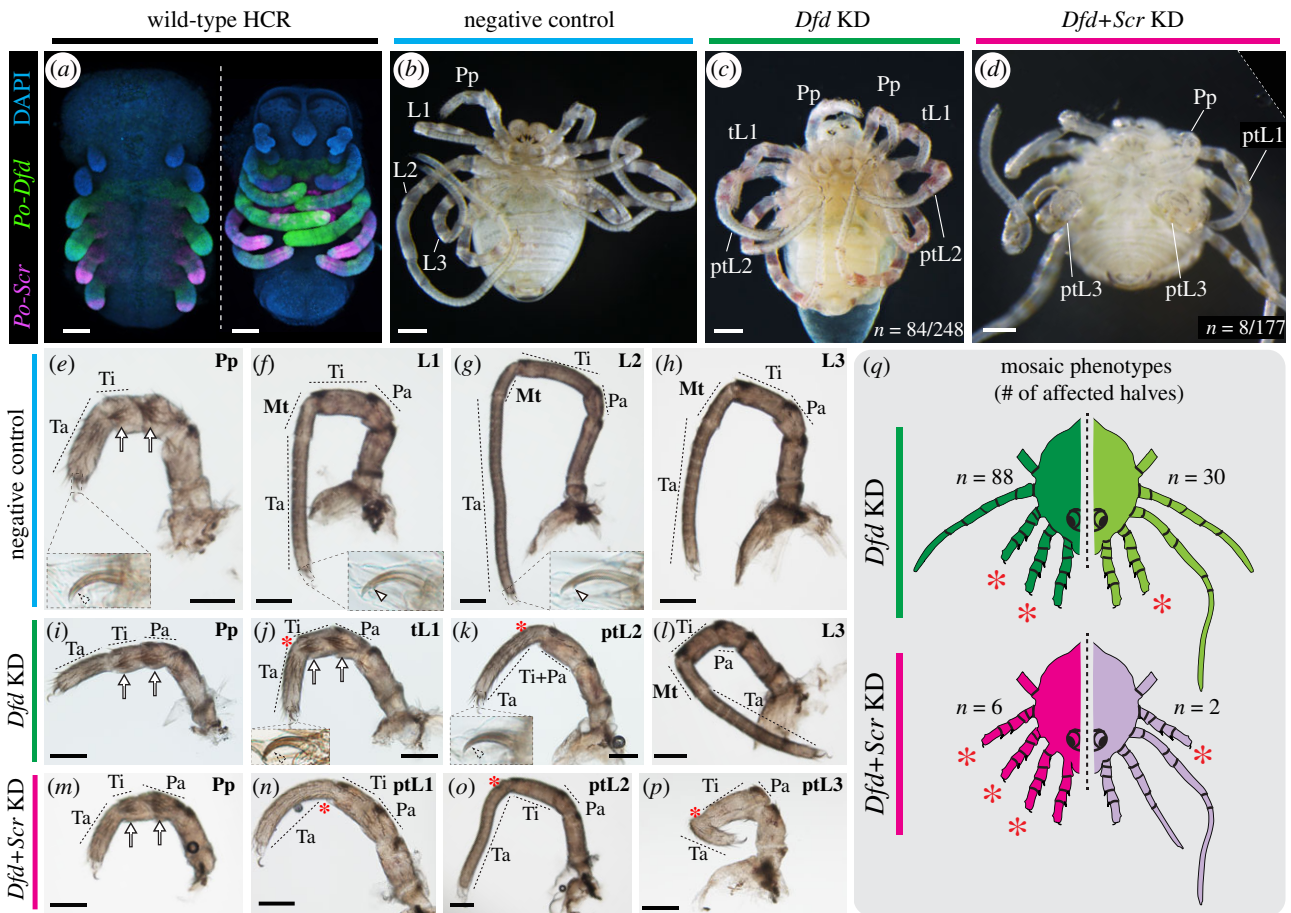 wild-type HCR
negative control
Dfd KD
Dfd+Scr KD
Po-Scr Po-Dfd DAPI
(a)
(b)
Pp
L1
L2
L3
(c)
Pp
Pp
tL1
tL1
ptL2
ptL2
n = 84/248
(d)
Pp
ptL1
ptL3
ptL3
n = 8/177
negative control
(e)
Pp
Ti
Ta
(f)
L1
Ti
Mt
Pa
Ta
(g)
L2
Ti
Mt
Pa
Ta
(h)
L3
Ti
Mt
Pa
Ta
Dfd KD
(i)
Pp
Ti
Pa
Ta
(j)
tL1
* Ti
Pa
Ta
(k)
ptL2
*
Ti+Pa
Ta
(l)
L3
Ti
Pa
Mt
Ta
Dfd+Scr KD
(m)
Pp
Pa
Ti
Ta
(n)
ptL1
Ti
Pa
*
Ta
(o)
ptL2
*
Pa
Ti
Ta
(p)
ptL3
Ti
Pa
*
Ta
(q)
mosaic phenotypes
(# of affected halves)
Dfd KD
n = 88
n = 30
*
*
*
Dfd+Scr KD
n = 6
n = 2
*
*
*
*